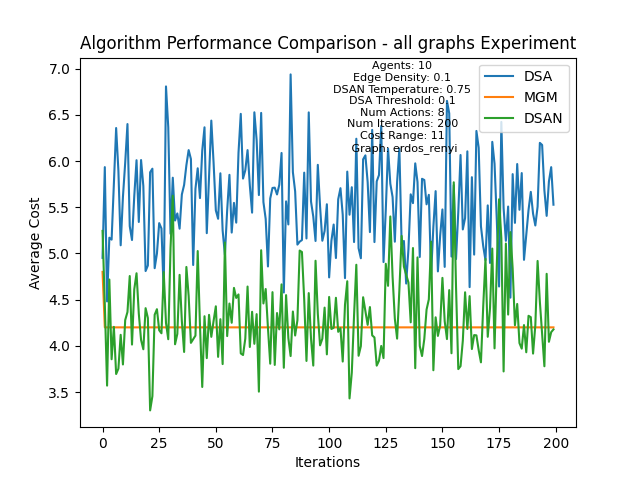 Algorithm Performance Comparison - all graphs Experiment
Agents: 10
Edge Density: 0.1
DSAN Temperature: 0.75
DSA Threshold: 0.1
Num Actions: 8
Num Iterations: 200
Cost Range: 11
Graph: erdos_renyi
DSA
MGM
DSAN
Average Cost
7.0
6.5
6.0
5.5
5.0
4.5
4.0
3.5
0 25 50 75 100 125 150 175 200
Iterations